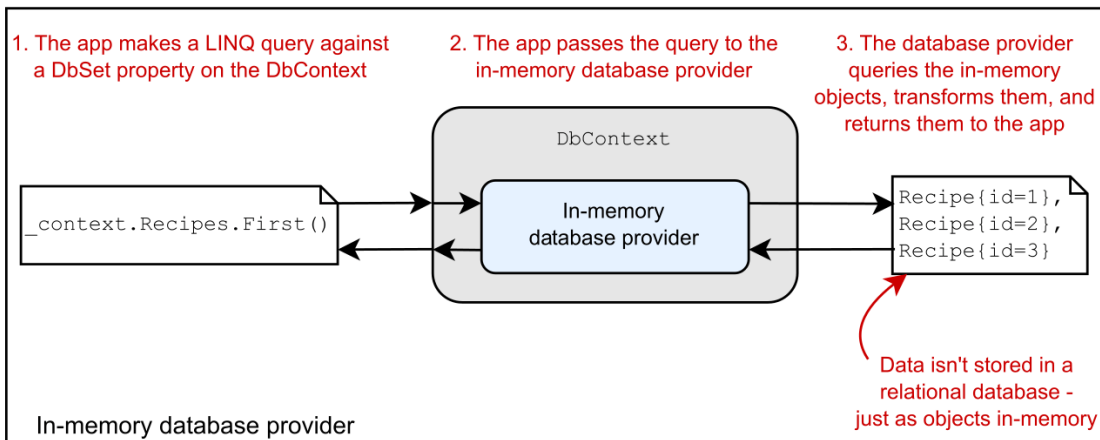 1. The app makes a LINQ query against
a DbSet property on the DbContext
2. The app passes the query to the
in-memory database provider
3. The database provider
queries the in-memory
objects, transforms them, and
returns them to the app
DbContext
_context.Recipes.First()
In-memory
database provider
Recipe{id=1},
Recipe{id=2},
Recipe{id=3}
Data isn't stored in a
relational database -
just as objects in-memory
In-memory database provider